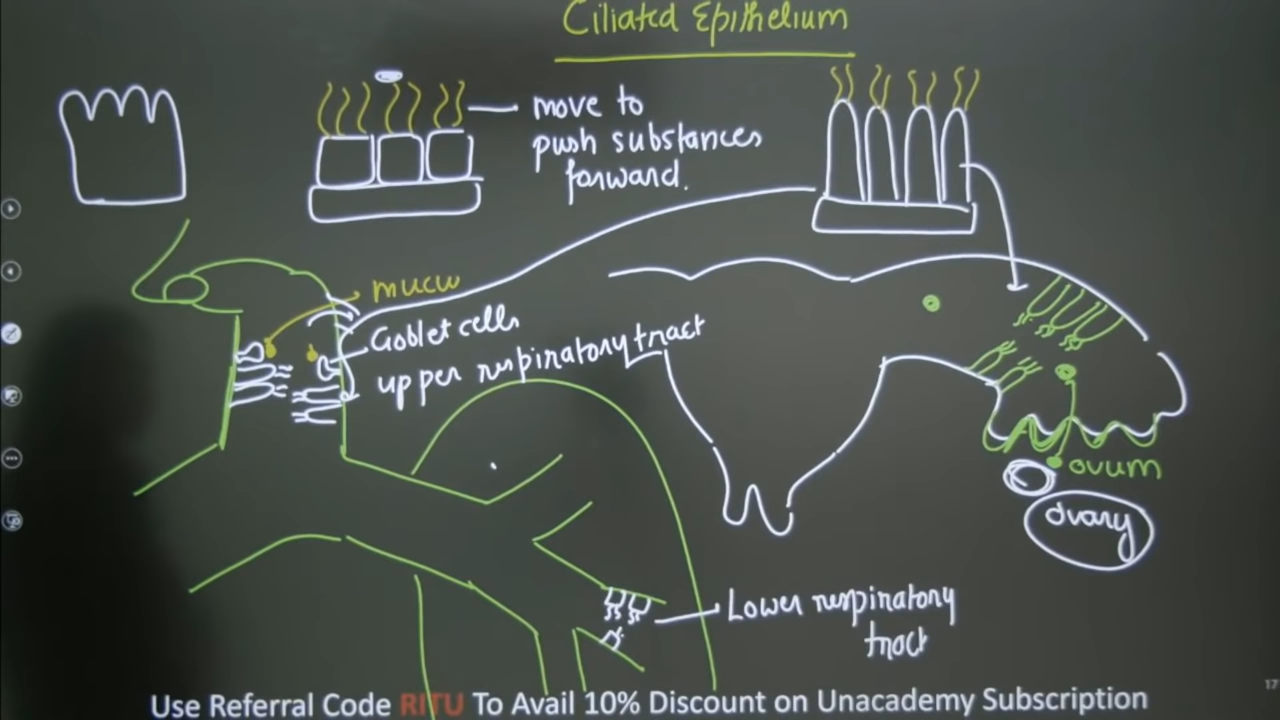 Ciliated Epithelium
move to
push substances
forward.
mucus
Goblet cells
upper respiratory tract
ovum
ovary
Lower respiratory
tract
17
Use Referral Code RITU To Avail 10% Discount on Unacademy Subscription